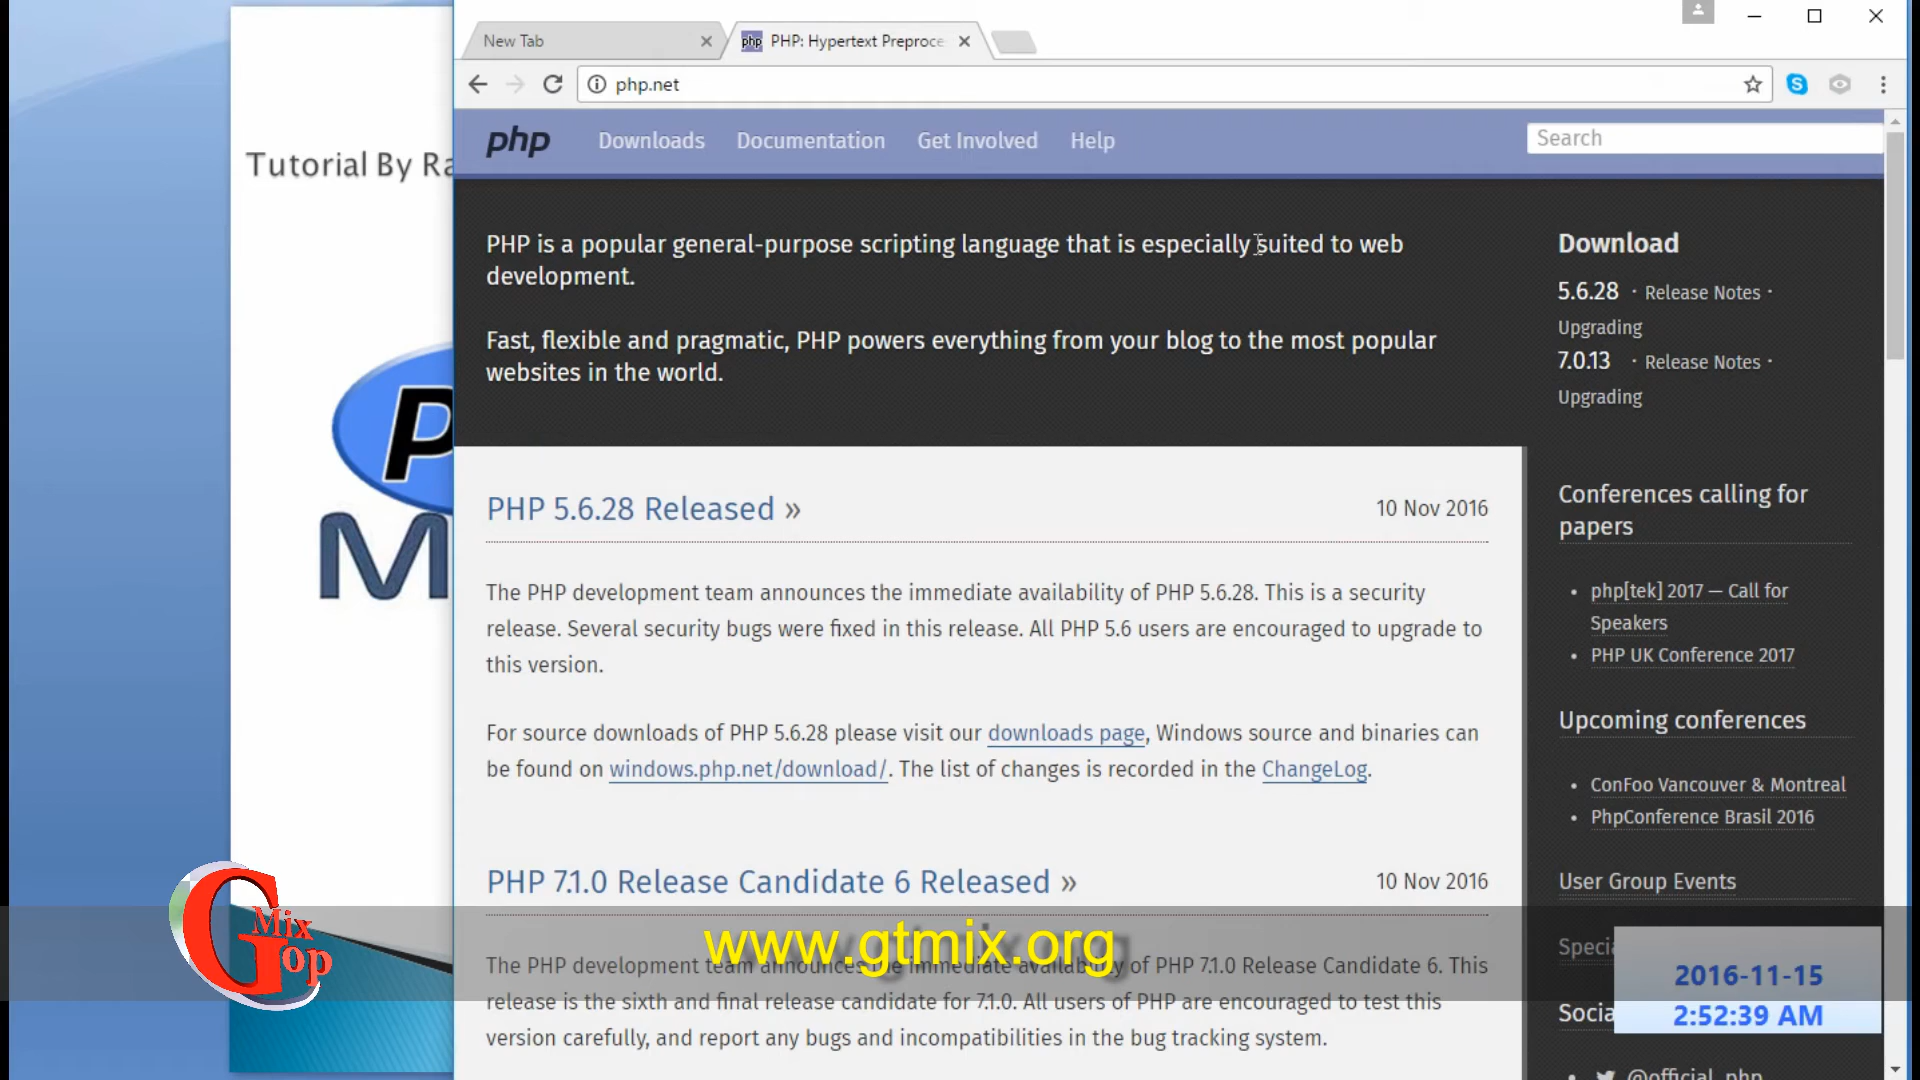 New Tab
PHP: Hypertext Preproce
php.net
Tutorial By Ra
php
Downloads
Documentation
Get Involved
Help
Search
PHP is a popular general-purpose scripting language that is especially suited to web
development.
Fast, flexible and pragmatic, PHP powers everything from your blog to the most popular
websites in the world.
Download
5.6.28 · Release Notes ·
Upgrading
7.0.13 · Release Notes ·
Upgrading
P
M
PHP 5.6.28 Released »
10 Nov 2016
The PHP development team announces the immediate availability of PHP 5.6.28. This is a security
release. Several security bugs were fixed in this release. All PHP 5.6 users are encouraged to upgrade to
this version.
For source downloads of PHP 5.6.28 please visit our downloads page, Windows source and binaries can
be found on windows.php.net/download/. The list of changes is recorded in the ChangeLog.
Conferences calling for
papers
php[tek] 2017 — Call for
Speakers
PHP UK Conference 2017
Upcoming conferences
ConFoo Vancouver & Montreal
PhpConference Brasil 2016
User Group Events
Specia
Socia
@official_php
PHP 7.1.0 Release Candidate 6 Released »
10 Nov 2016
The PHP development team announces the immediate availability of PHP 7.1.0 Release Candidate 6. This
release is the sixth and final release candidate for 7.1.0. All users of PHP are encouraged to test this
version carefully, and report any bugs and incompatibilities in the bug tracking system.
G Mix Top
www.gtmix.org
2016-11-15
2:52:39 AM